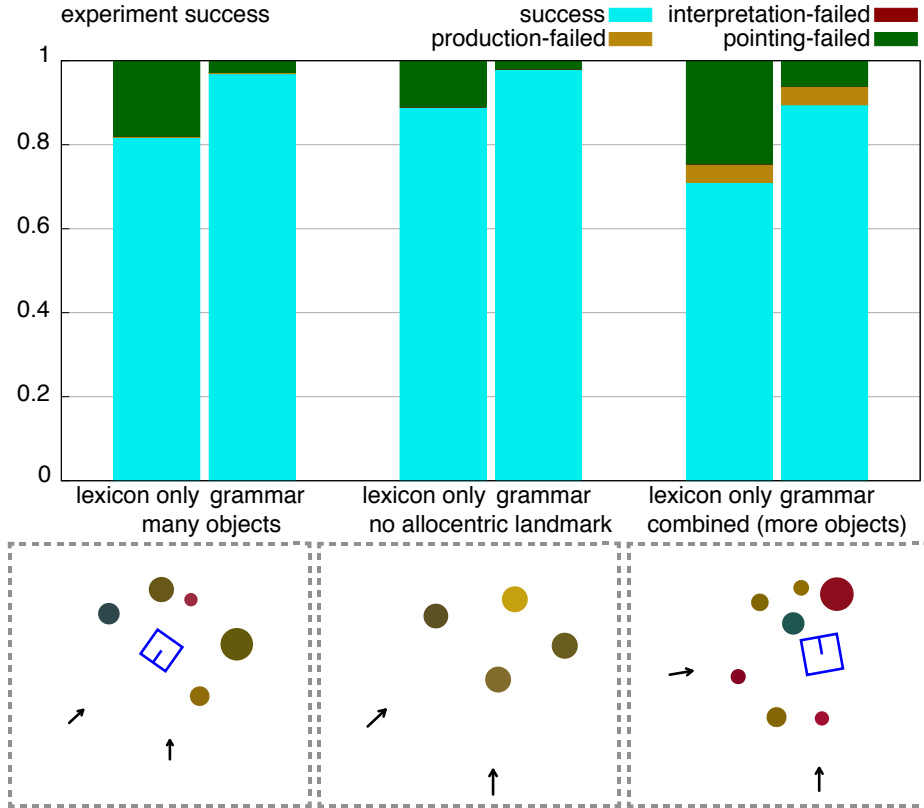 experiment success
success
interpretation-failed
production-failed
pointing-failed
1
0.8
0.6
0.4
0.2
0
lexicon only grammar
many objects
lexicon only grammar
no allocentric landmark
lexicon only grammar
combined (more objects)